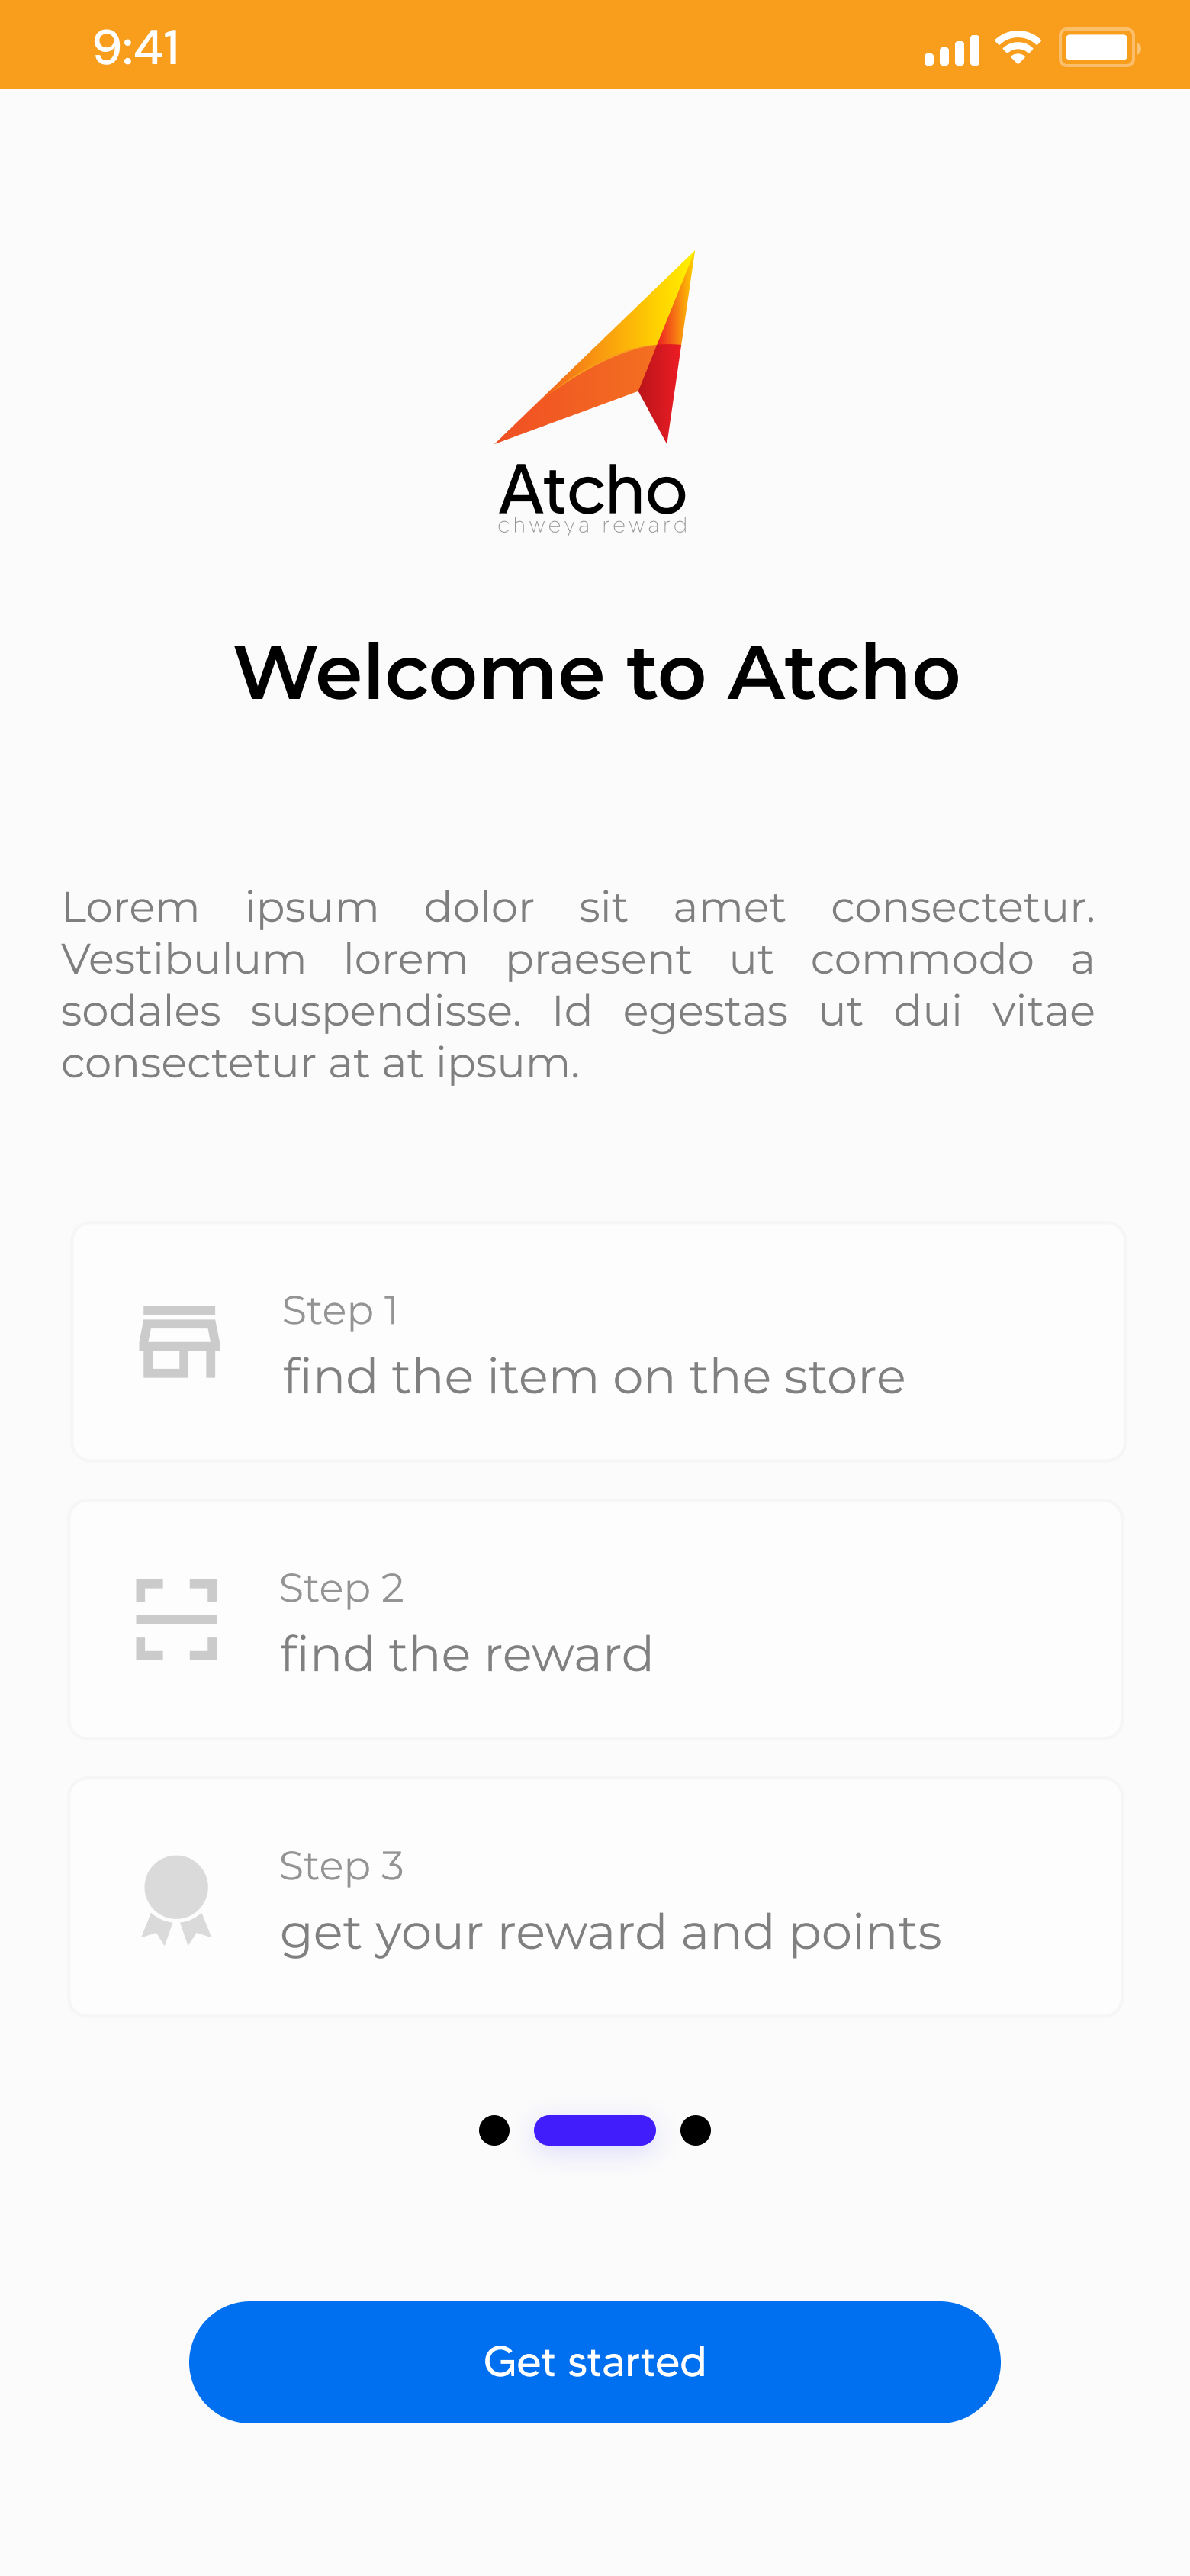 9:41
Atcho
chweya reward
Welcome to Atcho
Lorem ipsum dolor sit amet consectetur.
Vestibulum lorem praesent ut commodo a
sodales suspendisse. Id egestas ut dui vitae
consectetur at at ipsum.
Step 1
find the item on the store
Step 2
find the reward
Step 3
get your reward and points
Get started